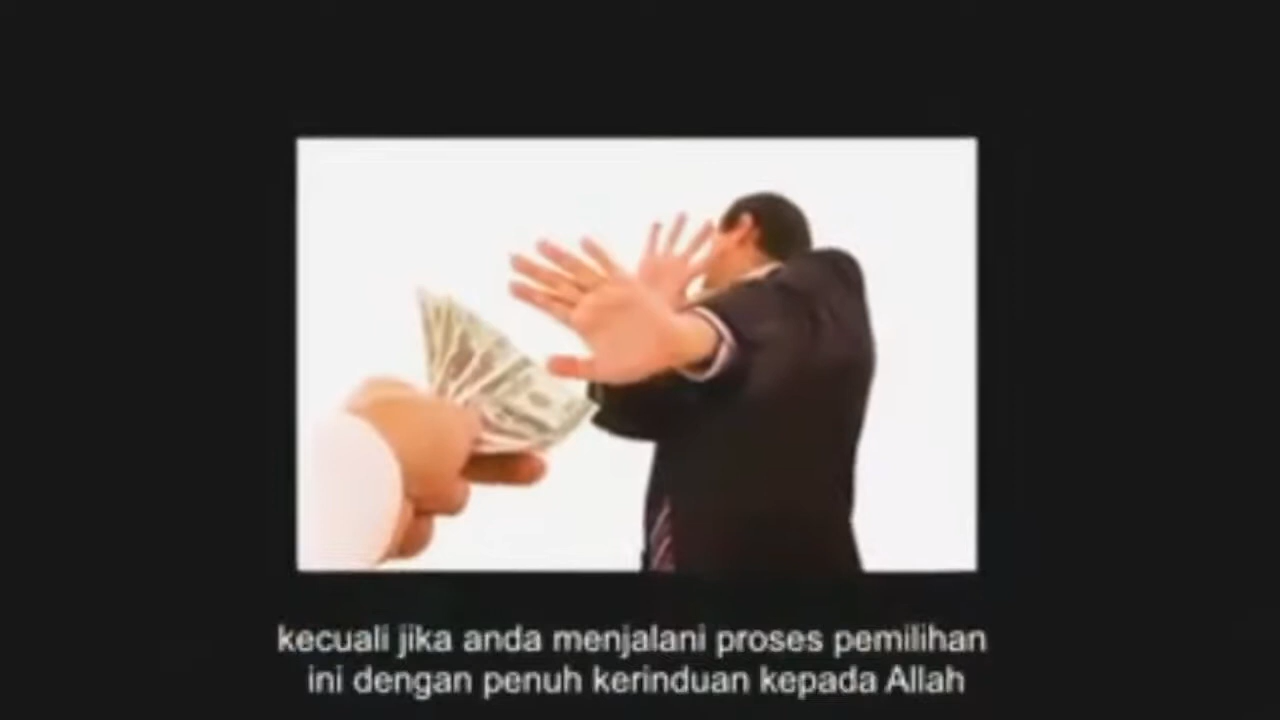 kecuali jika anda menjalani proses pemilihan
ini dengan penuh kerinduan kepada Allah